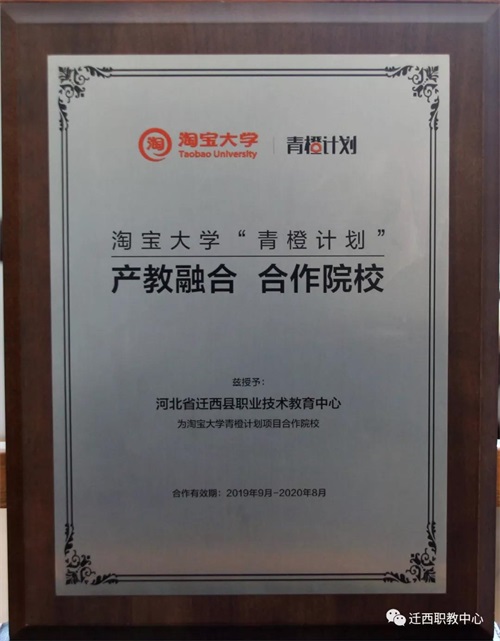 淘 淘宝大学 青橙计划
Taobao University
淘宝大学“青橙计划”
产教融合 合作院校
兹授予：
河北省迁西县职业技术教育中心
为淘宝大学青橙计划项目合作院校
合作有效期：2019年9月-2020年8月
迁西职教中心